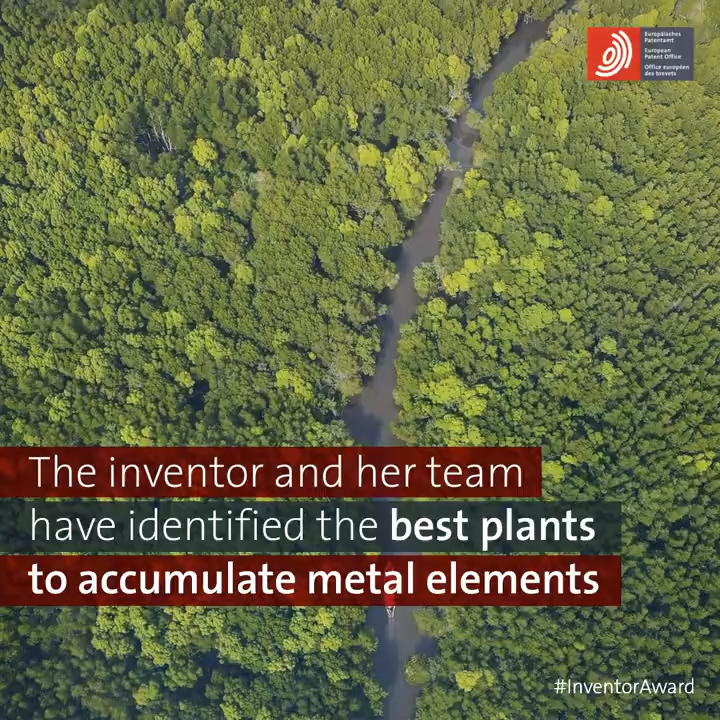 Europäisches
Patentamt
European
Patent Office
Office européen
des brevets
The inventor and her team
have identified the best plants
to accumulate metal elements
#InventorAward